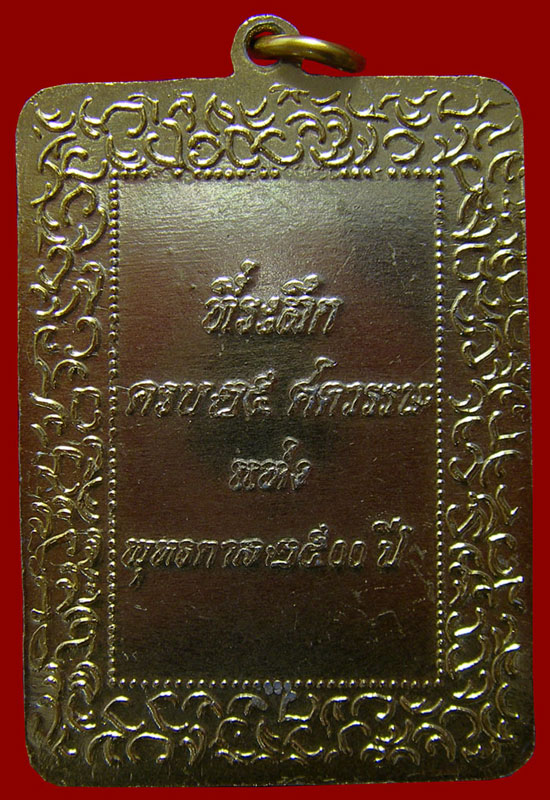 ที่ระลึก
ครบ๒๕ ศตวรรษ
แห่ง
พุทธกาล๒๕๐๐ ปี